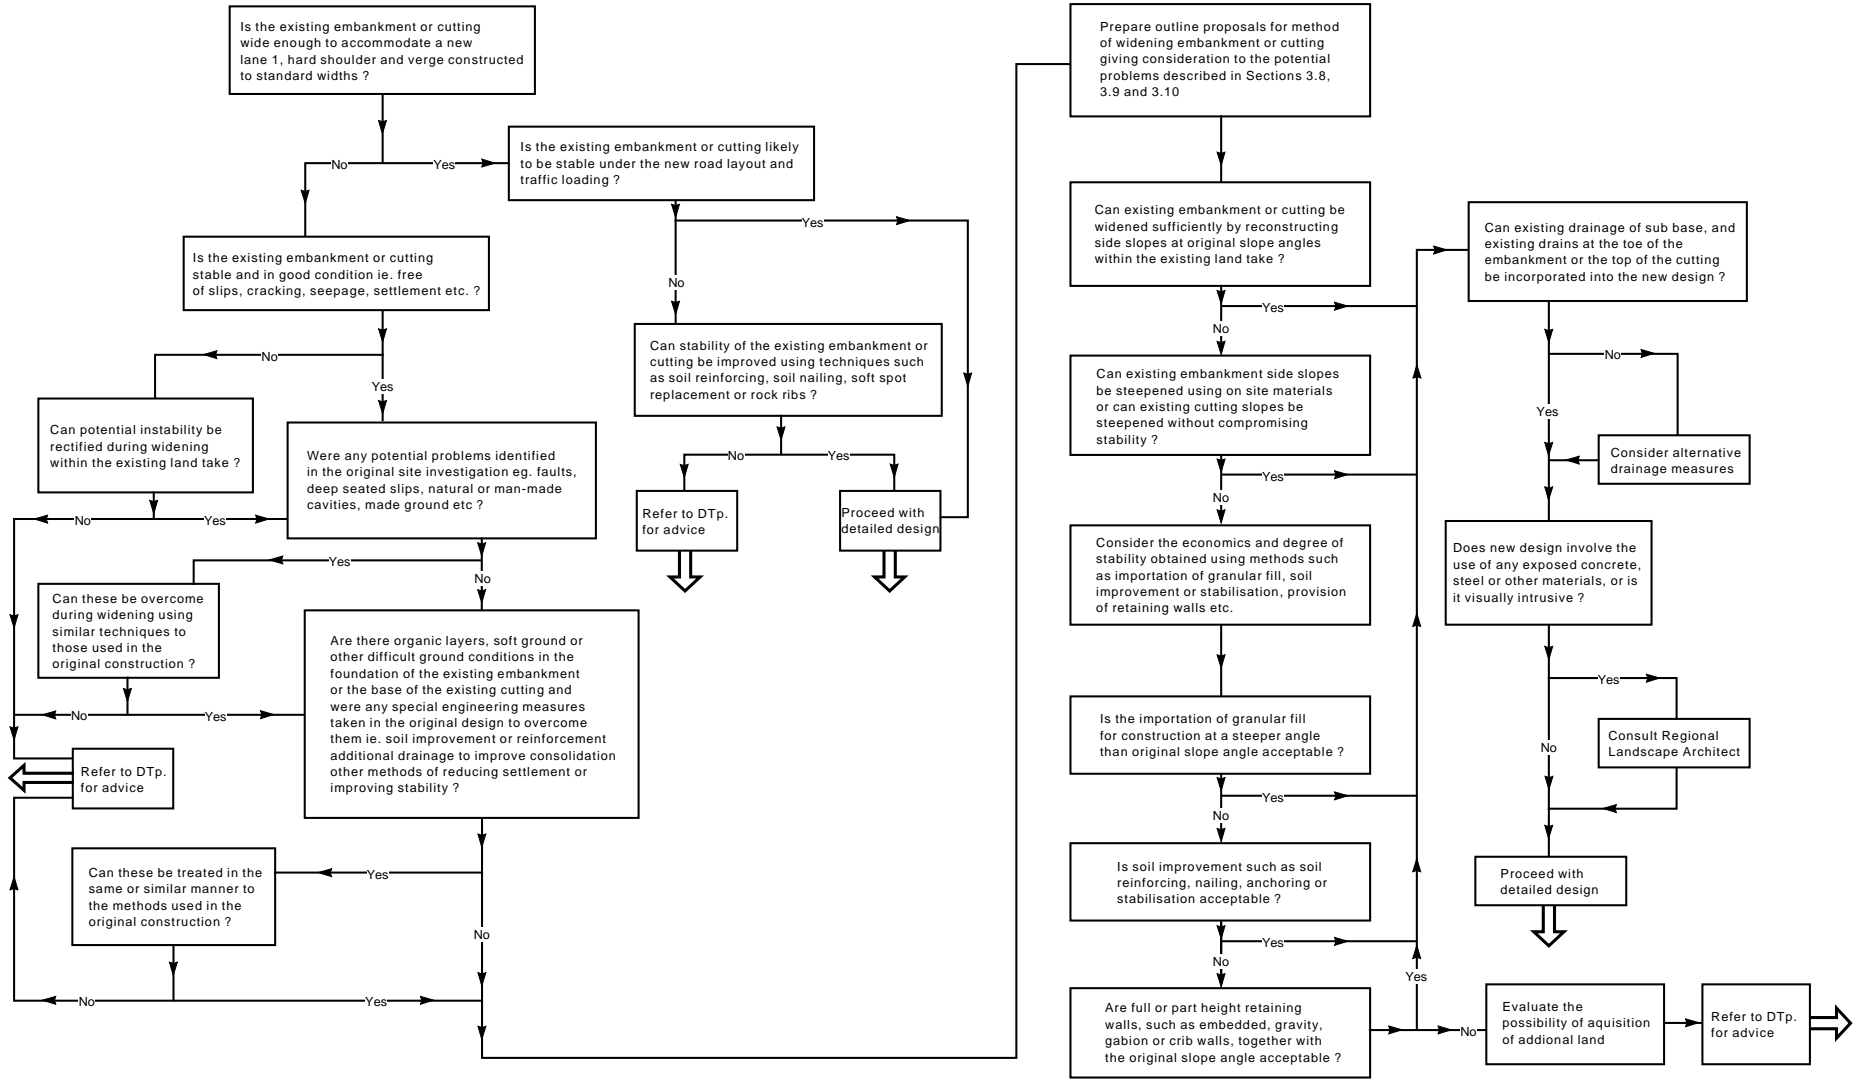 Is the existing embankment or cutting
wide enough to accommodate a new
lane 1, hard shoulder and verge constructed
to standard widths ?
No
Yes
Is the existing embankment or cutting likely
to be stable under the new road layout and
traffic loading ?
Yes
No
Is the existing embankment or cutting
stable and in good condition ie. free
of slips, cracking, seepage, settlement etc. ?
No
Yes
Can stability of the existing embankment or
cutting be improved using techniques such
as soil reinforcing, soil nailing, soft spot
replacement or rock ribs ?
No
Yes
Refer to DTp.
for advice
Proceed with
detailed design
Can potential instability be
rectified during widening
within the existing land take ?
No
Yes
Were any potential problems identified
in the original site investigation eg. faults,
deep seated slips, natural or man-made
cavities, made ground etc ?
Yes
No
Can these be overcome
during widening using
similar techniques to
those used in the
original construction ?
No
Yes
Are there organic layers, soft ground or
other difficult ground conditions in the
foundation of the existing embankment
or the base of the existing cutting and
were any special engineering measures
taken in the original design to overcome
them ie. soil improvement or reinforcement
additional drainage to improve consolidation
other methods of reducing settlement or
improving stability ?
Refer to DTp.
for advice
Yes
No
Can these be treated in the
same or similar manner to
the methods used in the
original construction ?
No
Yes
Prepare outline proposals for method
of widening embankment or cutting
giving consideration to the potential
problems described in Sections 3.8,
3.9 and 3.10
Can existing embankment or cutting be
widened sufficiently by reconstructing
side slopes at original slope angles
within the existing land take ?
Yes
No
Can existing embankment side slopes
be steepened using on site materials
or can existing cutting slopes be
steepened without compromising
stability ?
Yes
No
Consider the economics and degree of
stability obtained using methods such
as importation of granular fill, soil
improvement or stabilisation, provision
of retaining walls etc.
Is the importation of granular fill
for construction at a steeper angle
than original slope angle acceptable ?
Yes
No
Is soil improvement such as soil
reinforcing, nailing, anchoring or
stabilisation acceptable ?
Yes
No
Are full or part height retaining
walls, such as embedded, gravity,
gabion or crib walls, together with
the original slope angle acceptable ?
Yes
No
Evaluate the
possibility of aquisition
of addional land
Refer to DTp.
for advice
Can existing drainage of sub base, and
existing drains at the toe of the
embankment or the top of the cutting
be incorporated into the new design ?
No
Yes
Consider alternative
drainage measures
Does new design involve the
use of any exposed concrete,
steel or other materials, or is
it visually intrusive ?
Yes
No
Consult Regional
Landscape Architect
Proceed with
detailed design